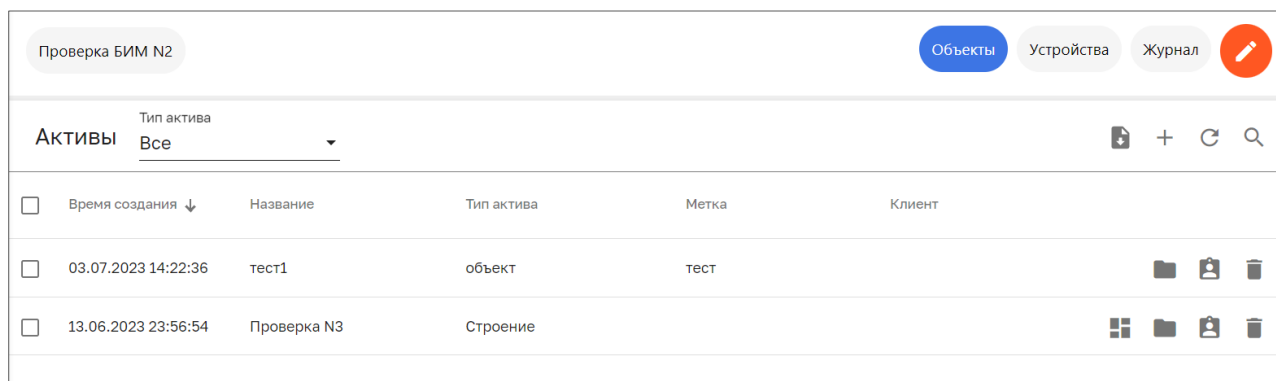 Проверка БИМ N2 Объекты Устройства Журнал
Активы Тип актива
Все
Время создания Название Тип актива Метка Клиент
03.07.2023 14:22:36 тест1 объект тест
13.06.2023 23:56:54 Проверка N3 Строение